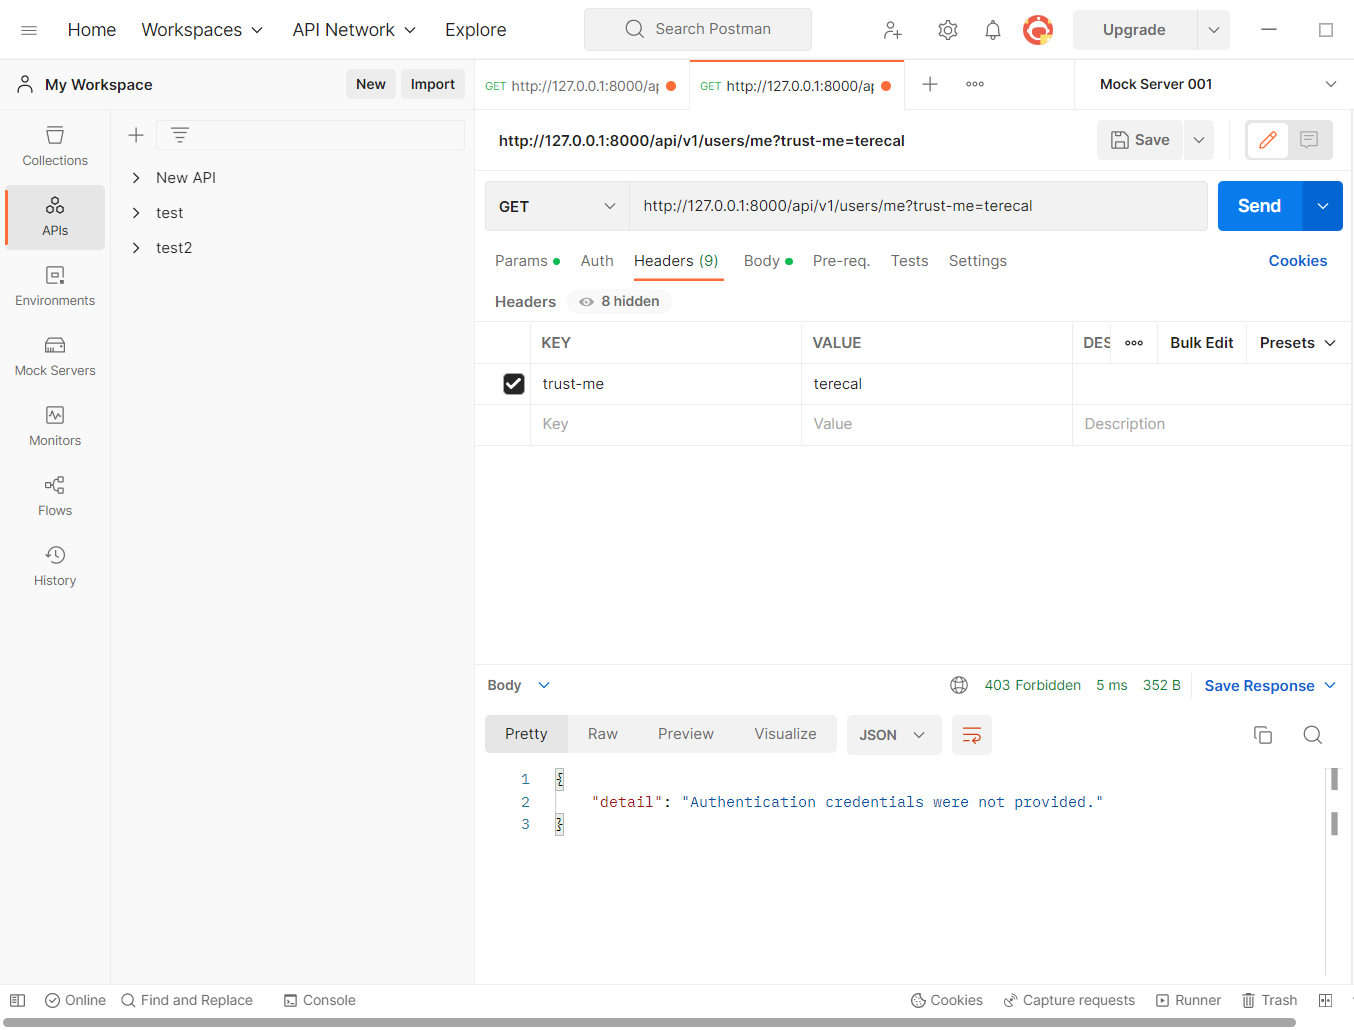 Home Workspaces API Network Explore Search Postman Upgrade
My Workspace New Import GET http://127.0.0.1:8000/ap GET http://127.0.0.1:8000/ap Mock Server 001
Collections
APIs
Environments
Mock Servers
Monitors
Flows
History
New API
test
test2
http://127.0.0.1:8000/api/v1/users/me?trust-me=terecal Save
GET http://127.0.0.1:8000/api/v1/users/me?trust-me=terecal Send
Params Auth Headers (9) Body Pre-req. Tests Settings Cookies
Headers 8 hidden
KEY VALUE DES Bulk Edit Presets
trust-me terecal
Key Value Description
Body 403 Forbidden 5 ms 352 B Save Response
Pretty Raw Preview Visualize JSON
1 {
2 "detail": "Authentication credentials were not provided."
3 }
Online Find and Replace Console Cookies Capture requests Runner Trash